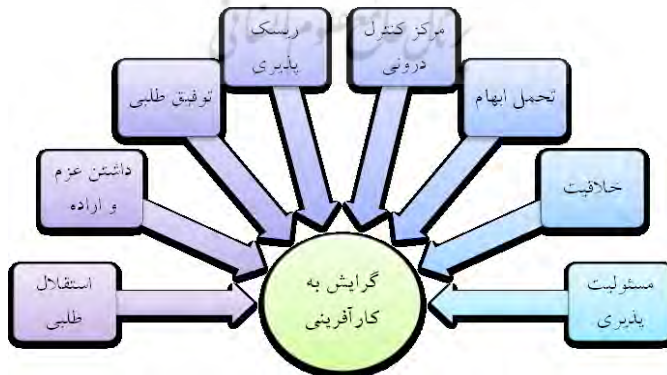 ریسک
پذیری
مرکز کنترل
درونی
توفیق طلبی
تحمل ابهام
داشتن عزم
و اراده
خلاقیت
استقلال
طلبی
گرایش به
کارآفرینی
مسئولیت
پذیری